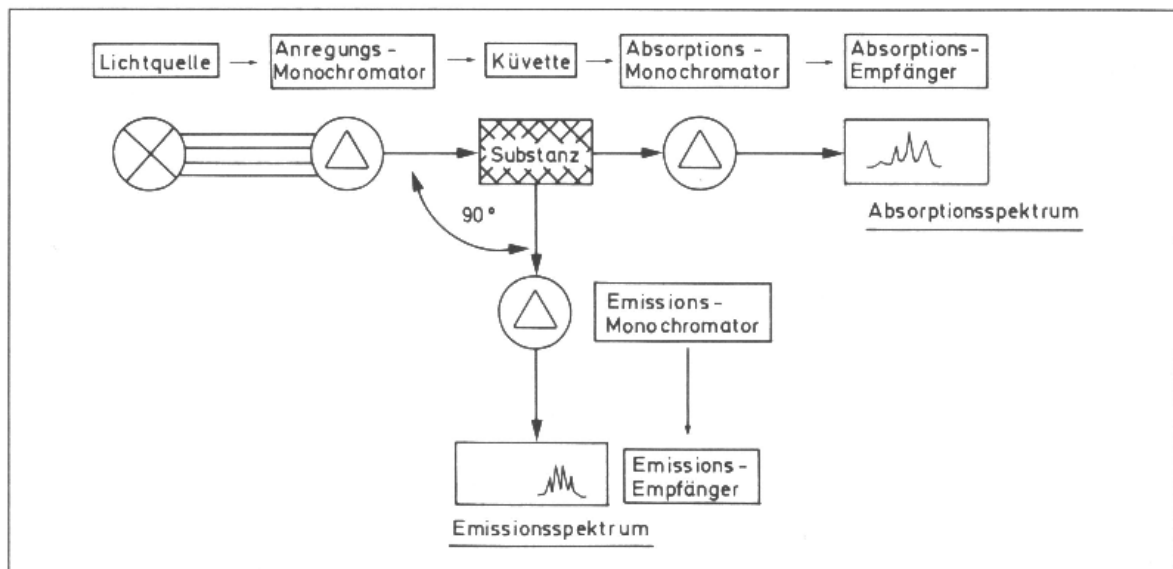 Lichtquelle
Anregungs-
Monochromator
Küvette
Absorptions-
Monochromator
Absorptions-
Empfänger
Substanz
90°
Absorptionsspektrum
Emissions-
Monochromator
Emissions-
Empfänger
Emissionsspektrum